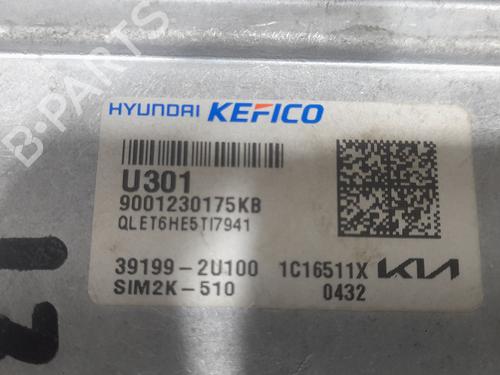 B-PARTS
HYUNDAI KEFICO
U301
9001230175KB
QLET6HE5TI7941
39199-2U100 1C16511X KIA
SIM2K-510 0432